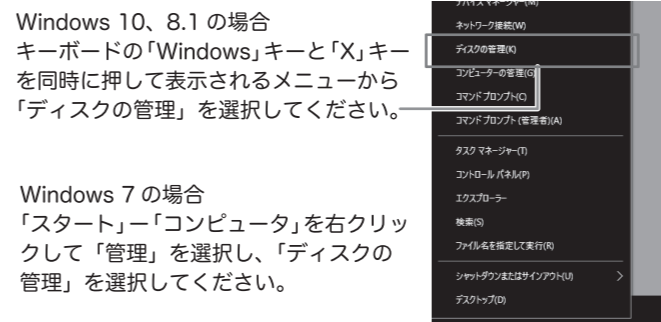 Windows 10、8.1 の場合
キーボードの「Windows」キーと「X」キー
を同時に押して表示されるメニューから
「ディスクの管理」を選択してください。
Windows 7 の場合
「スタート」ー「コンピュータ」を右クリッ
クして「管理」を選択し、「ディスクの
管理」を選択してください。
デバイス マネージャー(M)
ネットワーク接続(W)
ディスクの管理(K)
コンピューターの管理(G)
コマンド プロンプト(C)
コマンド プロンプト (管理者)(A)
タスク マネージャー(T)
コントロール パネル(P)
エクスプローラー
検索(S)
ファイル名を指定して実行(R)
シャットダウンまたはサインアウト(U)
デスクトップ(D)